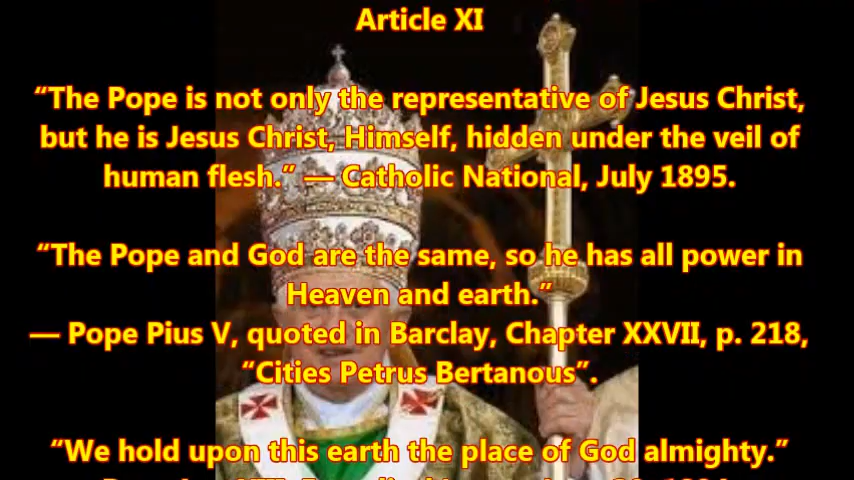 Article XI
“The Pope is not only the representative of Jesus Christ,
but he is Jesus Christ, Himself, hidden under the veil of
human flesh.” — Catholic National, July 1895.
“The Pope and God are the same, so he has all power in
Heaven and earth.”
— Pope Pius V, quoted in Barclay, Chapter XXVII, p. 218,
“Cities Petrus Bertanous”.
“We hold upon this earth the place of God almighty.”